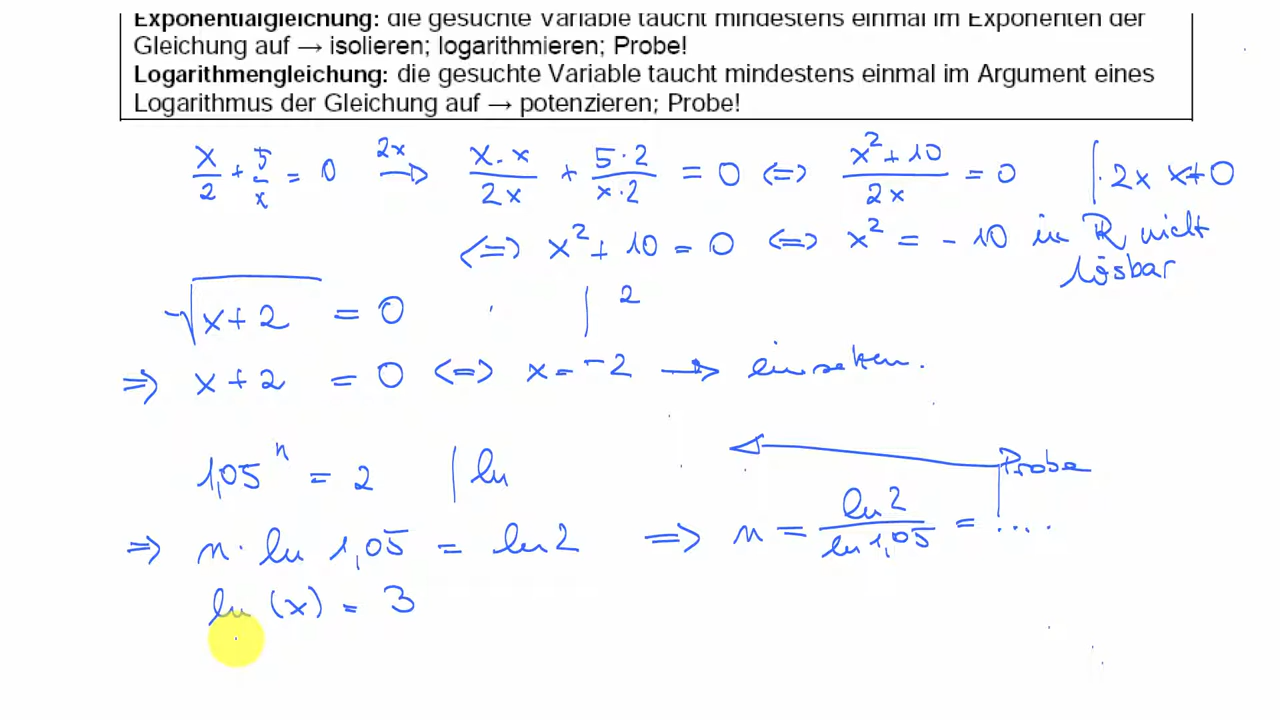 Exponentialgleichung: die gesuchte Variable taucht mindestens einmal im Exponenten der
Gleichung auf → isolieren; logarithmieren; Probe!
Logarithmengleichung: die gesuchte Variable taucht mindestens einmal im Argument eines
Logarithmus der Gleichung auf → potenzieren; Probe!
x/2 + 5/x = 0 2x → x·x/2x + 5·2/x·2 = 0 <=> x²+10/2x = 0 |·2x x≠0
<=> x²+10 = 0 <=> x² = -10 in ℝ nicht
lösbar
√(x+2) = 0 | ²
=> x+2 = 0 <=> x = -2 → einsetzen.
Probe
1,05ⁿ = 2 | ln
=> n· ln 1,05 = ln 2 => n = ln 2/ln 1,05 = ....
ln (x) = 3